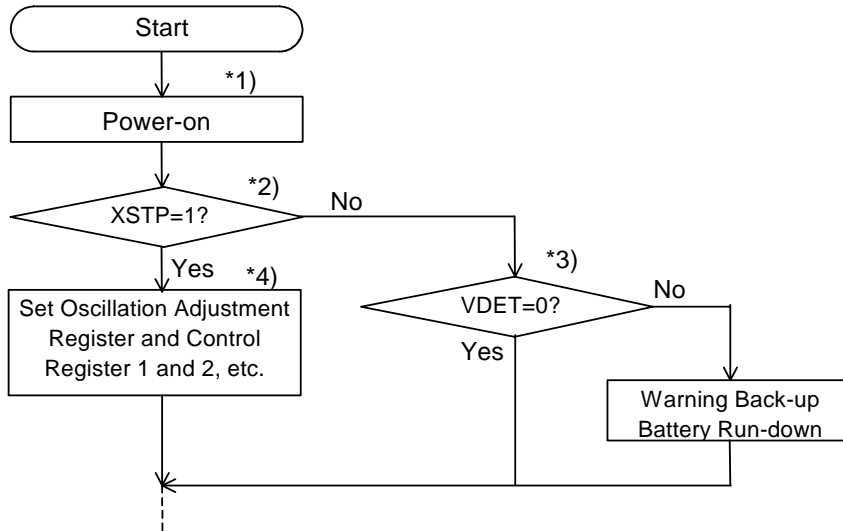 Start
*1)
Power-on
*2)
XSTP=1?
No
Yes
*4)
*3)
VDET=0?
No
Yes
Set Oscillation Adjustment
Register and Control
Register 1 and 2, etc.
Warning Back-up
Battery Run-down